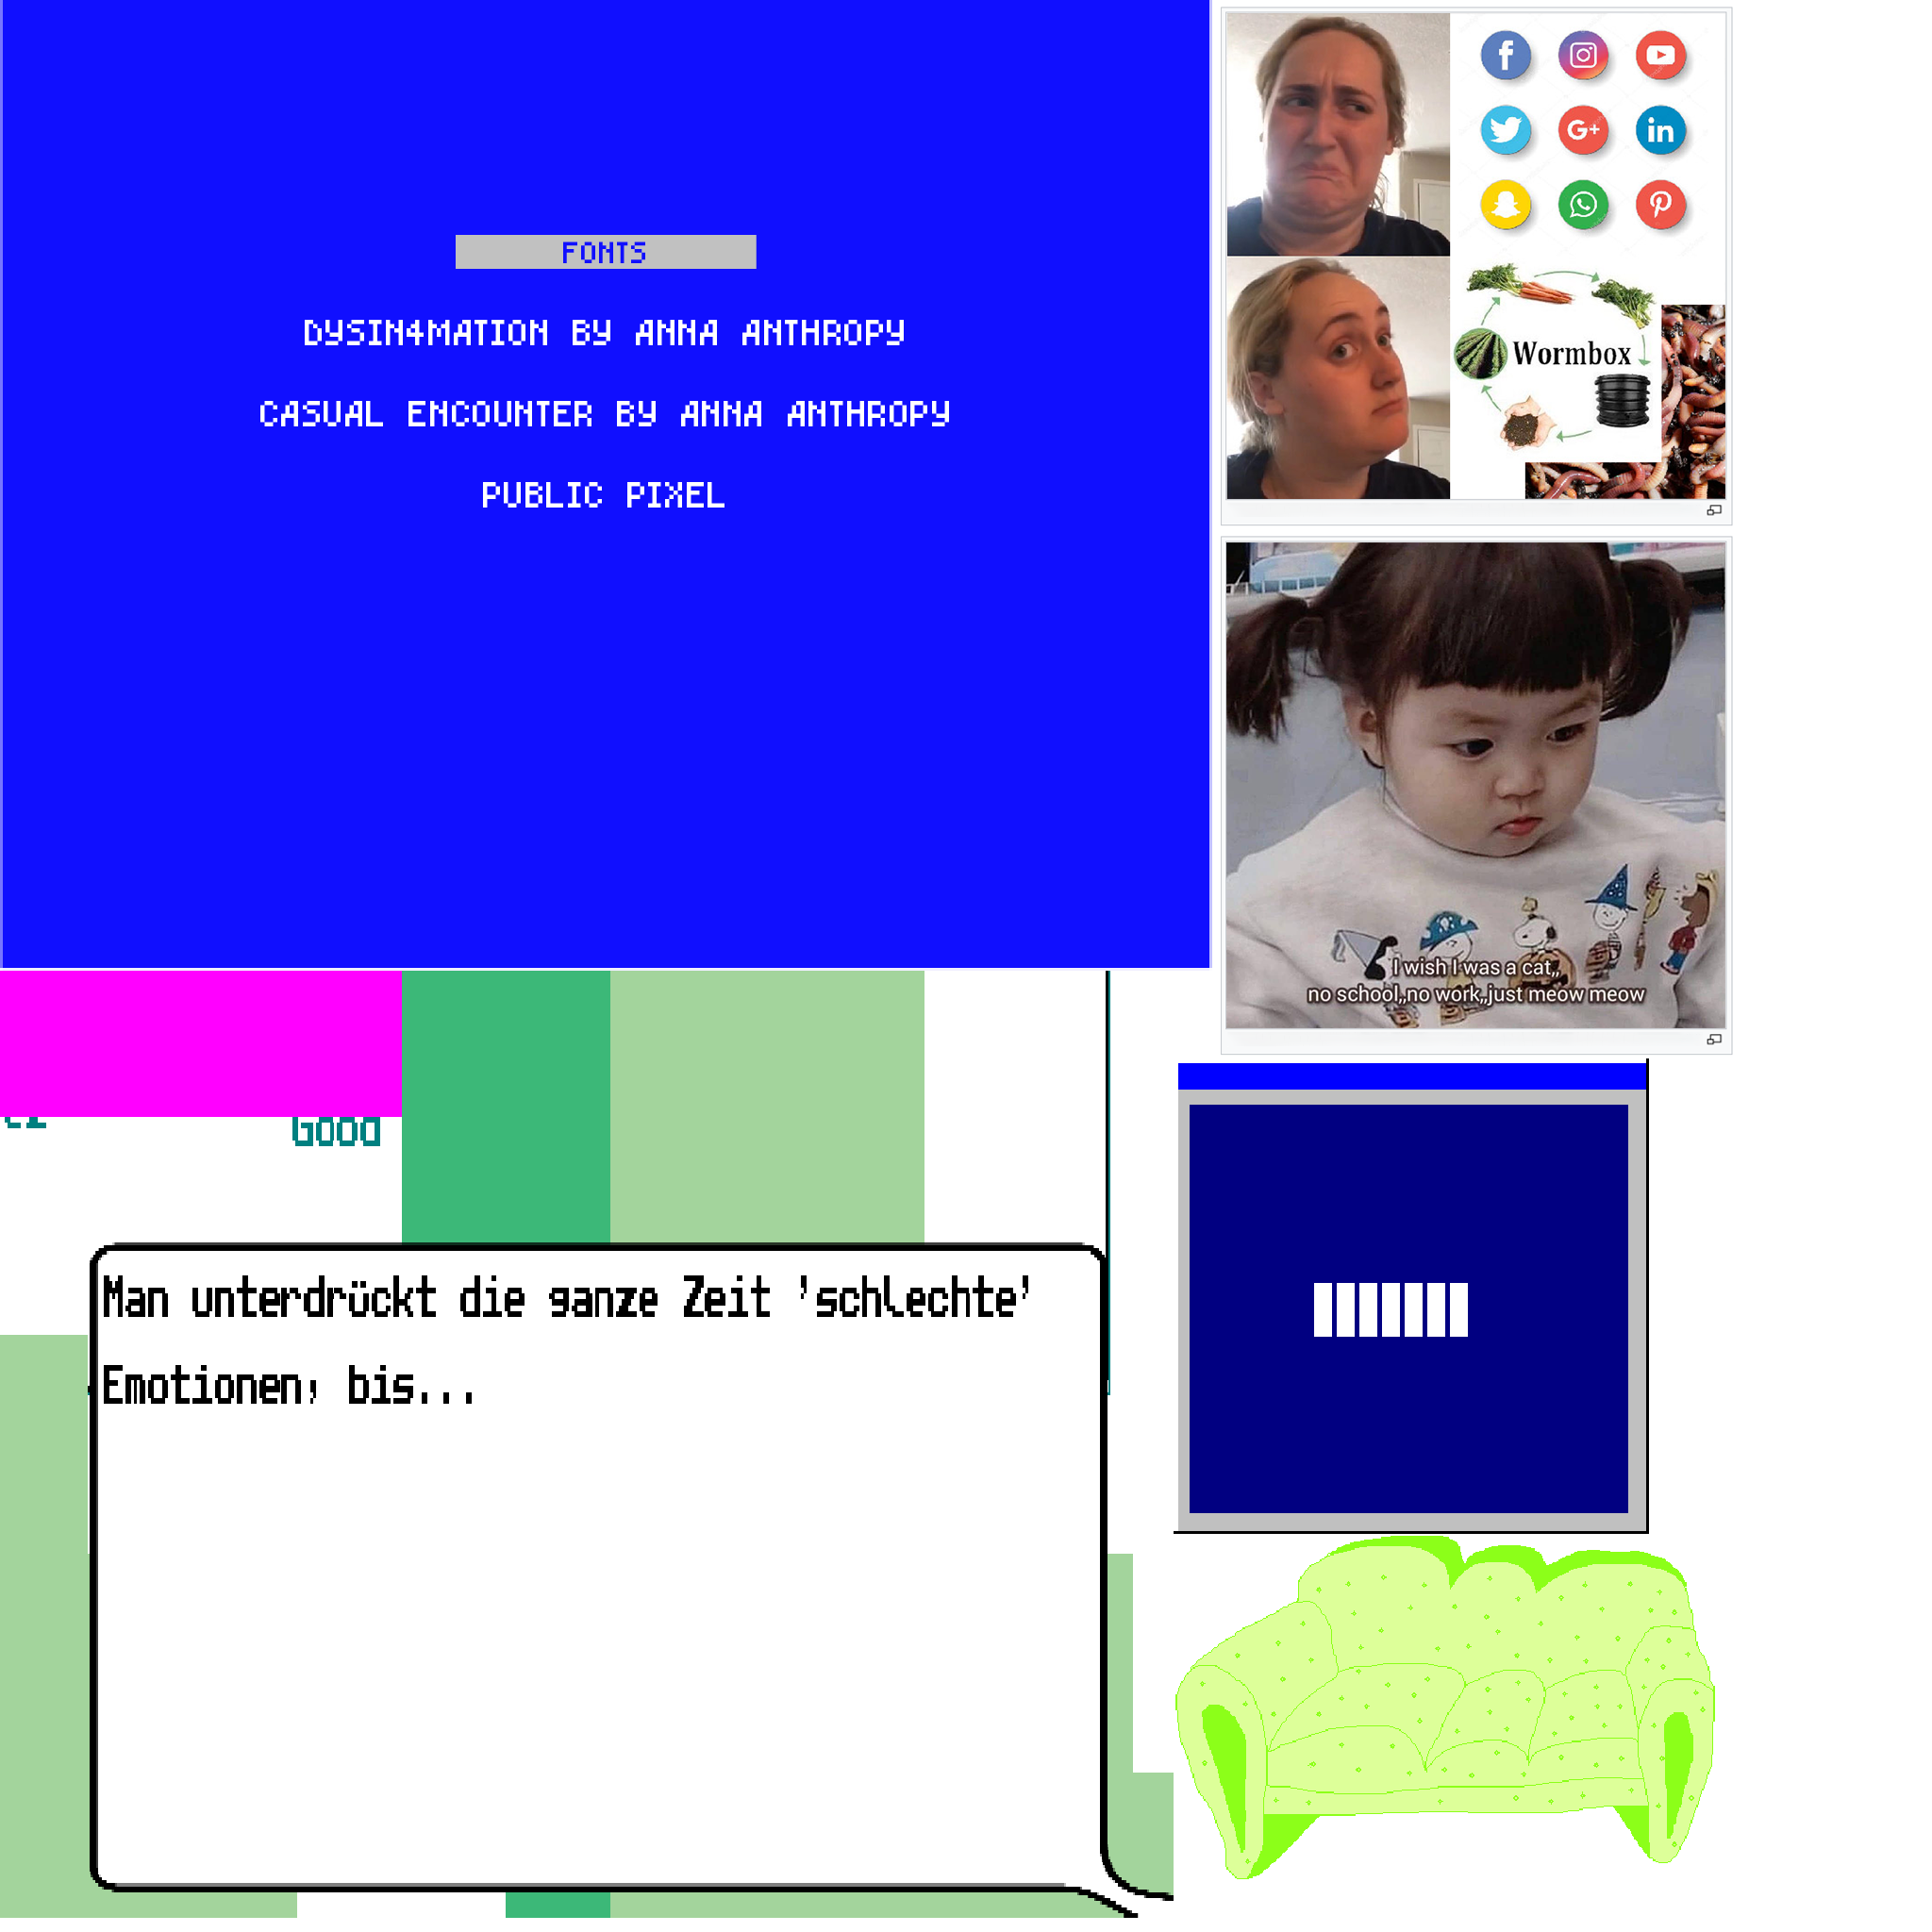 FONTS
DYSIN4MATION BY ANNA ANTHROPY
CASUAL ENCOUNTER BY ANNA ANTHROPY
PUBLIC PIXEL
f
G+
in
Wormbox
I wish I was a cat,,
no school,,no work,,just meow meow
Good
Man unterdrückt die ganze Zeit 'schlechte'
Emotionen, bis...